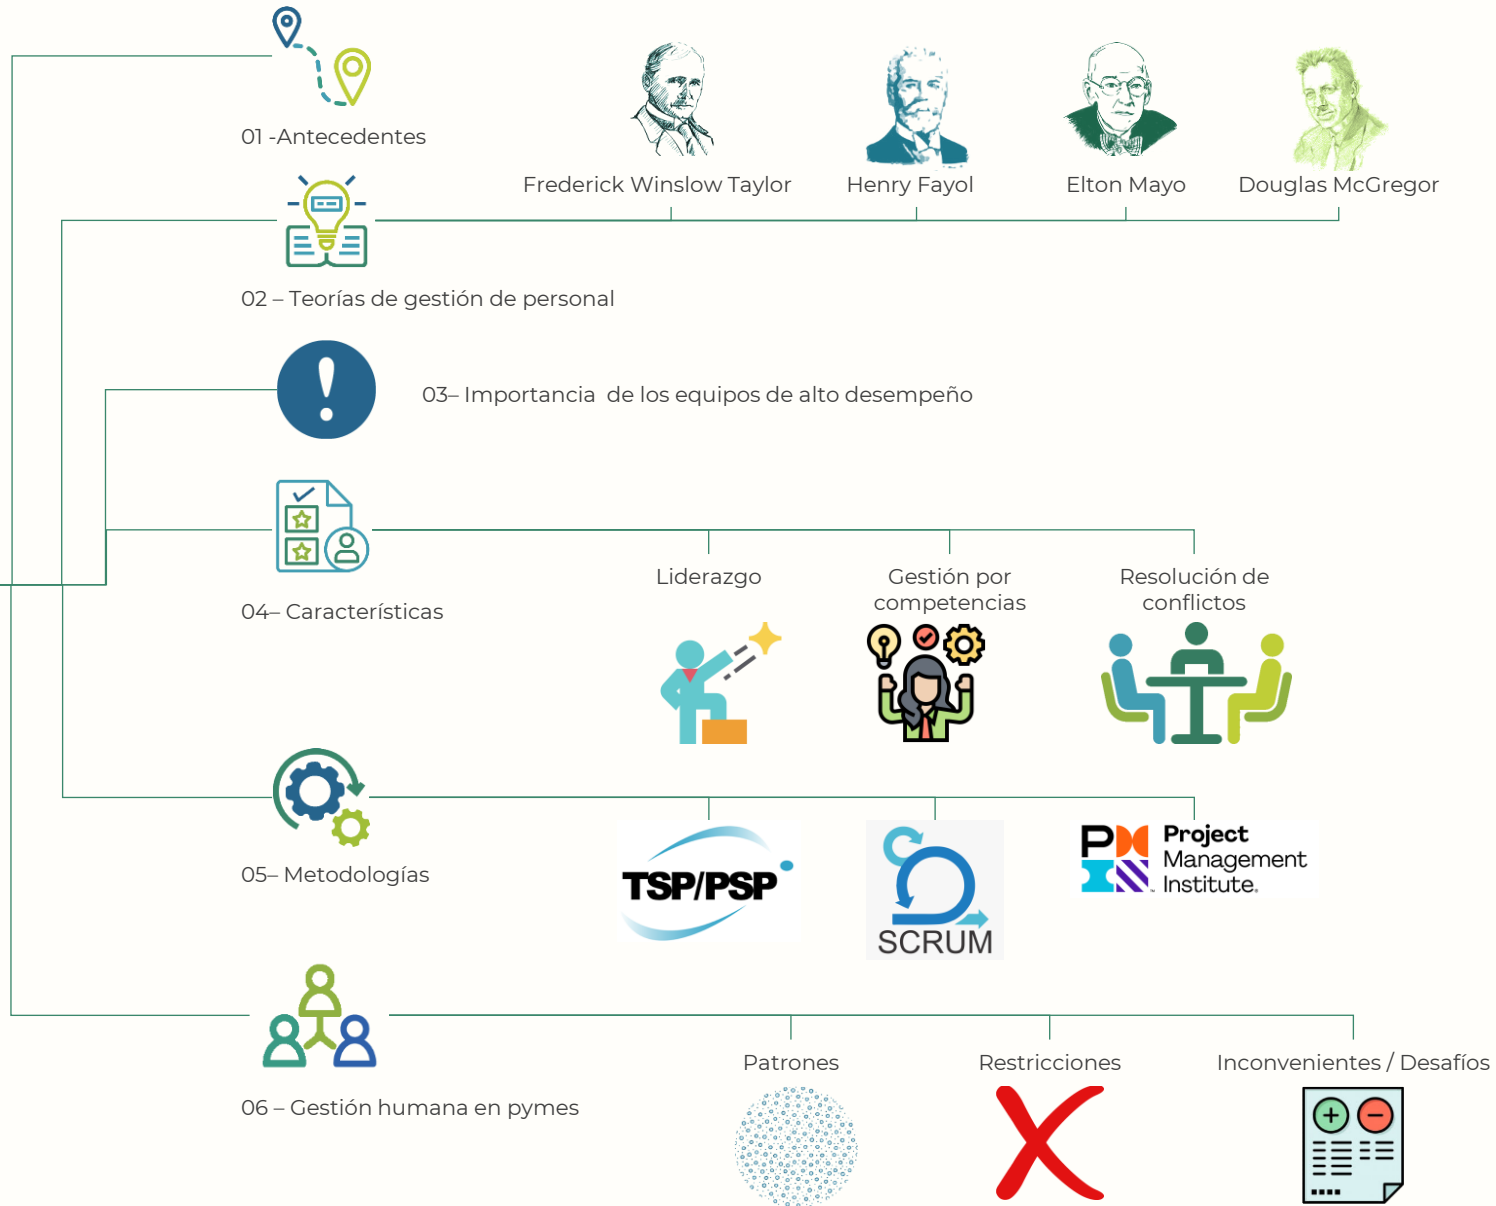 01 -Antecedentes
Frederick Winslow Taylor
Henry Fayol
Elton Mayo
Douglas McGregor
02 – Teorías de gestión de personal
03– Importancia  de los equipos de alto desempeño
04– Características
Liderazgo
Gestión por
competencias
Resolución de
conflictos
05– Metodologías
TSP/PSP
SCRUM
Project
Management
Institute.
06 – Gestión humana en pymes
Patrones
Restricciones
Inconvenientes / Desafíos